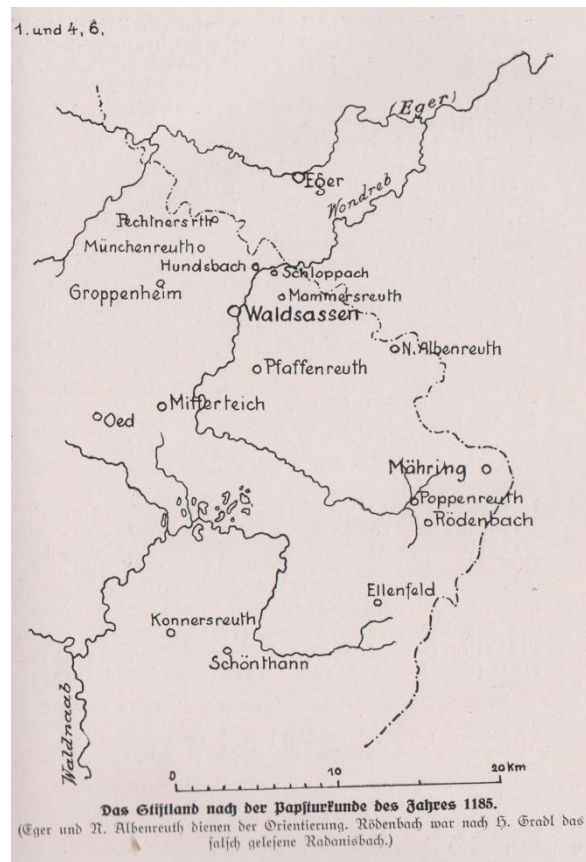 1. und 4, 6.
(Eger)
Eger
Wondreb
Pechtnersrth
Münchenreuth
Hundsbach
Schloppach
Groppenheim
Mammersreuth
Waldsassen
N. Albenreuth
Pfaffenreuth
Mitterteich
Oed
Mähring
Poppenreuth
Rödenbach
Ellenfeld
Konnersreuth
Schönthann
Waldnaab
0 10 20 Km
Das Stiftland nach der Papsturkunde des Jahres 1185.
(Eger und N. Albenreuth dienen der Orientierung. Rödenbach war nach H. Gradl das
falsch gelesene Radanisbach.)